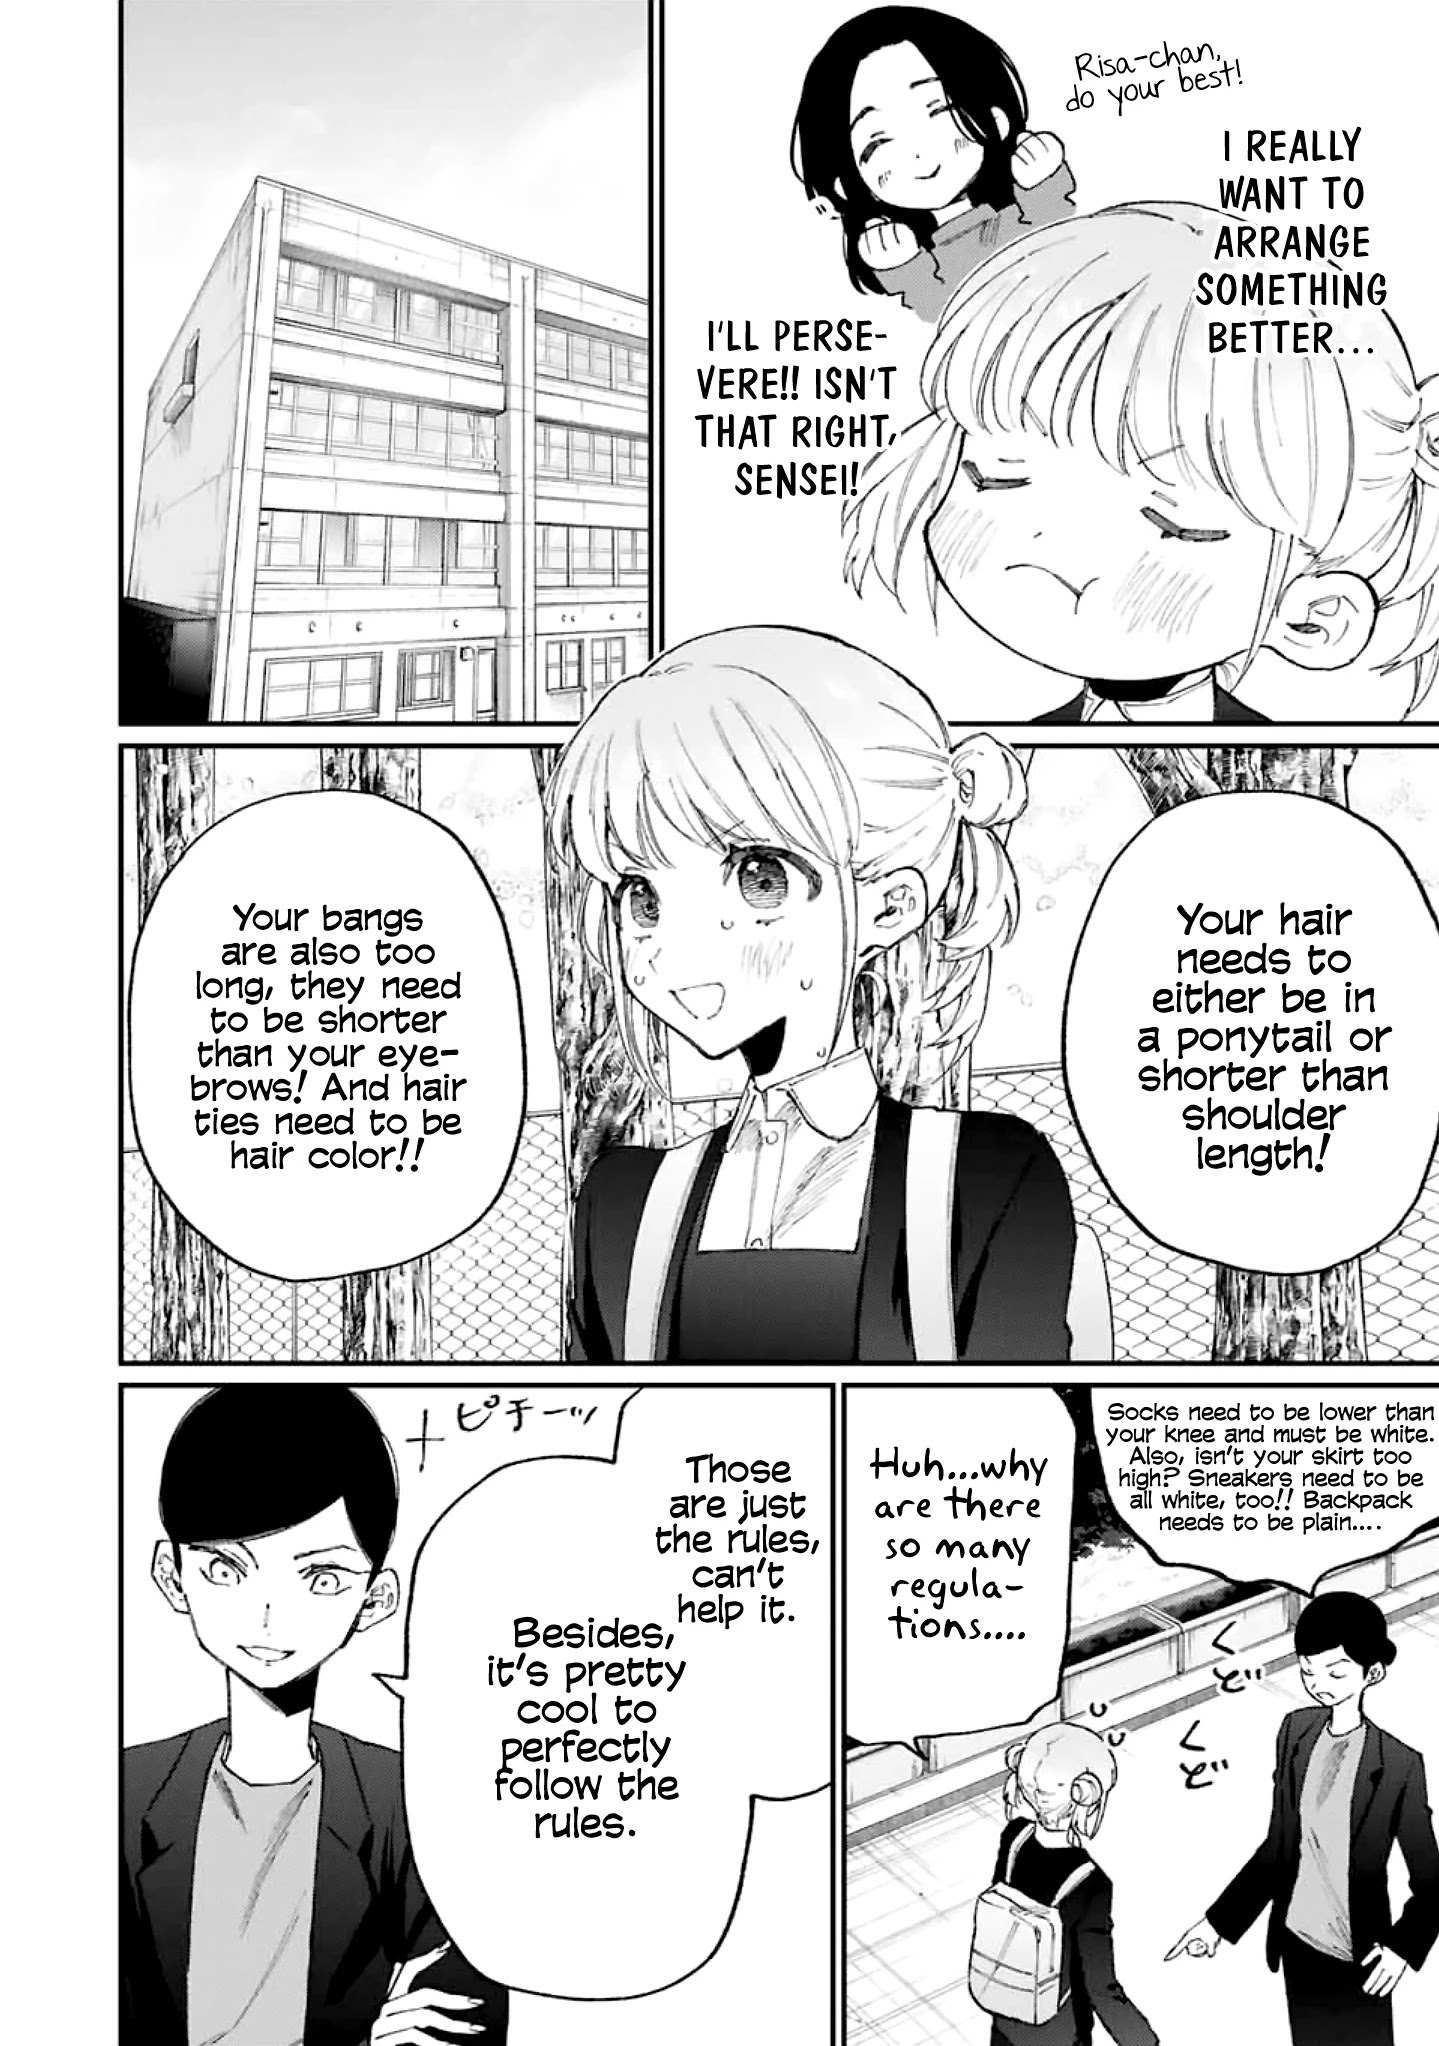 Risa-chan,
do your best!
I REALLY
WANT TO
ARRANGE
SOMETHING
BETTER...
I'LL PERSE-
VERE!! ISN'T
THAT RIGHT,
SENSEI!
Your hair
needs to
either be in
a ponytail or
shorter than
shoulder
length!
Your bangs
are also too
long, they need
to be shorter
than your eye-
brows! And hair
ties need to be
hair color!!
Socks need to be lower than
your knee and must be white.
Also, isn't your skirt too
high? Sneakers need to be
all white, too!! Backpack
needs to be plain....
くど
くど
Huh...why
are there
so many
regula-
tions....
Those
are just
the rules,
can't
help it.
Besides,
it's pretty
cool to
perfectly
follow the
rules.
ピチーッ